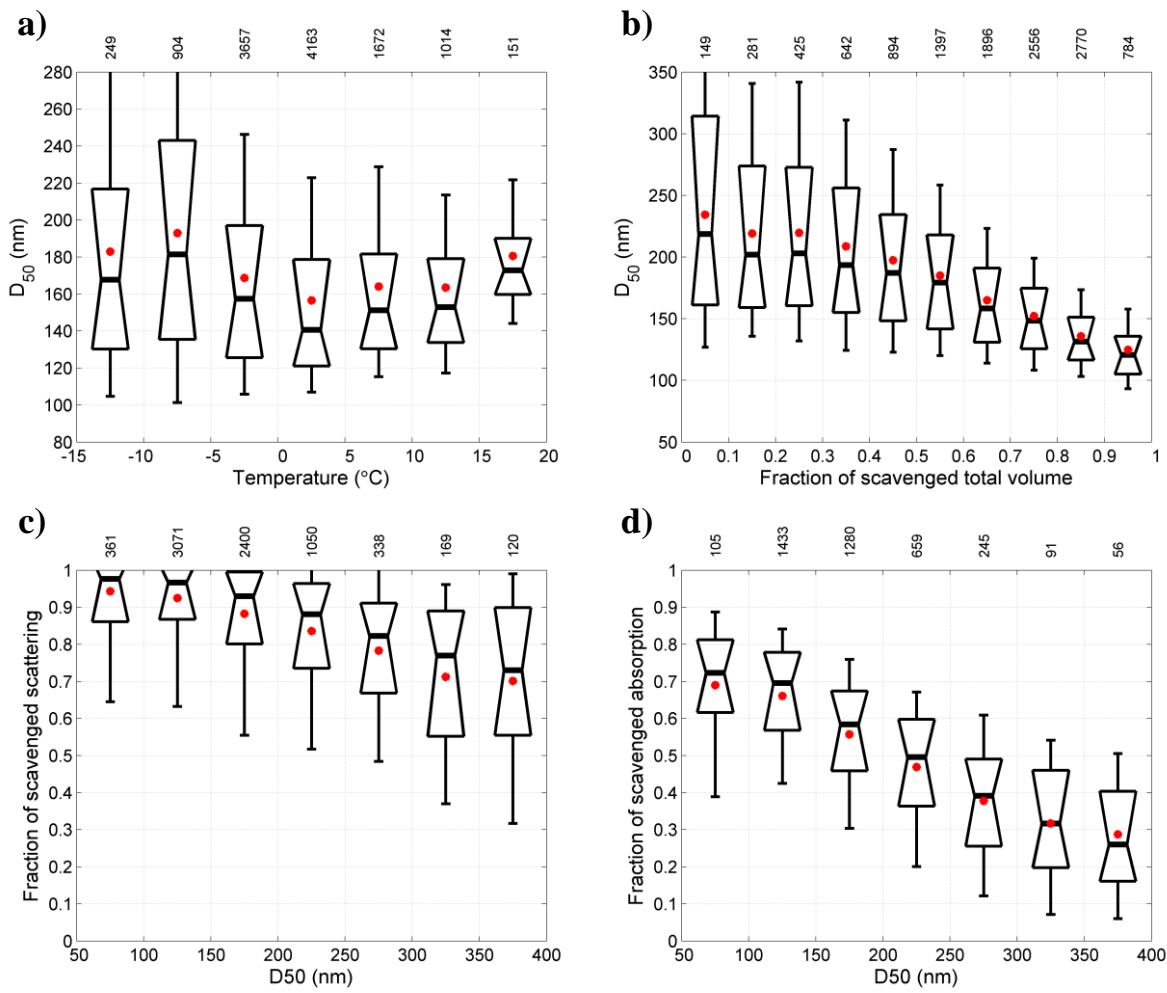 a)
249 904 3657 4163 1672 1014 151
280
260
240
220
200
180
160
140
120
100
80
D50 (nm)
-15 -10 -5 0 5 10 15 20
Temperature (°C)
b)
149 281 425 642 894 1397 1896 2556 2770 784
350
300
250
200
150
100
50
D50 (nm)
0 0.1 0.2 0.3 0.4 0.5 0.6 0.7 0.8 0.9 1
Fraction of scavenged total volume
c)
361 3071 2400 1050 338 169 120
1
0.9
0.8
0.7
0.6
0.5
0.4
0.3
0.2
0.1
0
Fraction of scavenged scattering
50 100 150 200 250 300 350 400
D50 (nm)
d)
105 1433 1280 659 245 91 56
1
0.9
0.8
0.7
0.6
0.5
0.4
0.3
0.2
0.1
0
Fraction of scavenged absorption
50 100 150 200 250 300 350 400
D50 (nm)